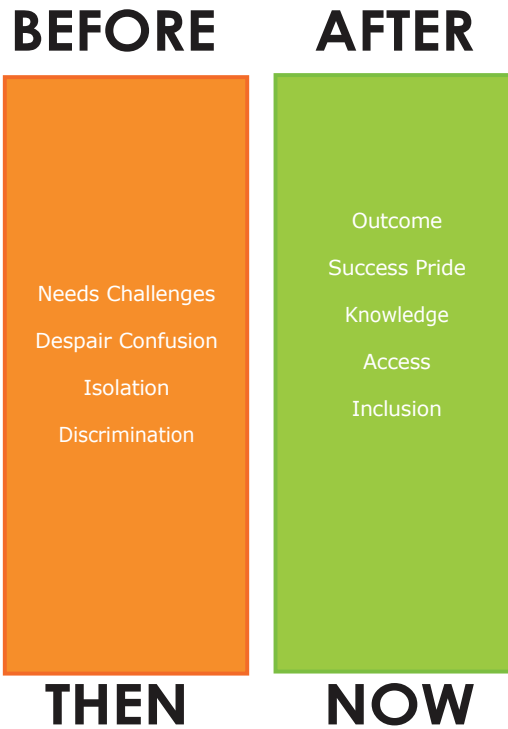 BEFORE
Needs Challenges
Despair Confusion
Isolation
Discrimination
THEN
AFTER
Outcome
Success Pride
Knowledge
Access
Inclusion
NOW